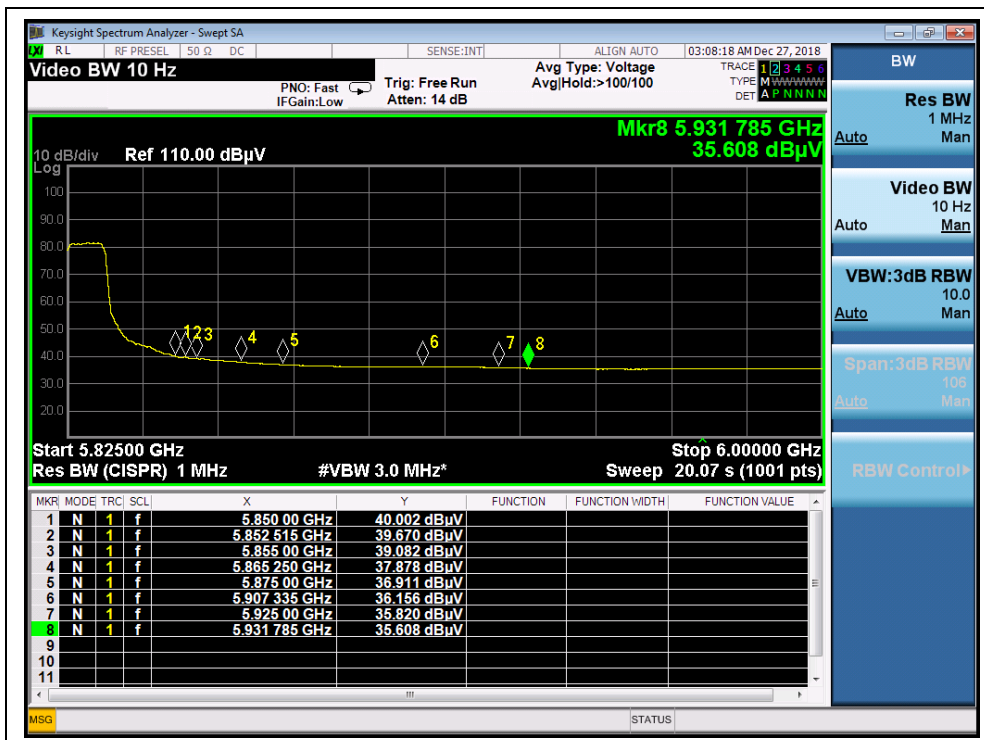 Keysight Spectrum Analyzer - Swept SA
LXI RL RF PRESEL 50 Ω DC SENSE:INT ALIGN AUTO 03:08:18 AM Dec 27, 2018
Video BW 10 Hz
PNO: Fast
IFGain:Low
Trig: Free Run
Atten: 14 dB
Avg Type: Voltage
Avg|Hold:>100/100
TRACE 1 2 3 4 5 6
TYPE M W W W W W
DET A P N N N N
Mkr8 5.931 785 GHz
35.608 dBµV
10 dB/div Ref 110.00 dBµV
Log
100
90.0
80.0
70.0
60.0
50.0
40.0
30.0
20.0
1 2 3 4 5 6 7 8
Start 5.82500 GHz Stop 6.00000 GHz
Res BW (CISPR) 1 MHz #VBW 3.0 MHz* Sweep 20.07 s (1001 pts)
MKR MODE TRC SCL X Y FUNCTION FUNCTION WIDTH FUNCTION VALUE
1 N 1 f 5.850 00 GHz 40.002 dBµV
2 N 1 f 5.852 515 GHz 39.670 dBµV
3 N 1 f 5.855 00 GHz 39.082 dBµV
4 N 1 f 5.865 250 GHz 37.878 dBµV
5 N 1 f 5.875 00 GHz 36.911 dBµV
6 N 1 f 5.907 335 GHz 36.156 dBµV
7 N 1 f 5.925 00 GHz 35.820 dBµV
8 N 1 f 5.931 785 GHz 35.608 dBµV
9
10
11
MSG STATUS
BW
Res BW
1 MHz
Auto Man
Video BW
10 Hz
Auto Man
VBW:3dB RBW
10.0
Auto Man
Span:3dB RBW
106
Auto Man
RBW Control